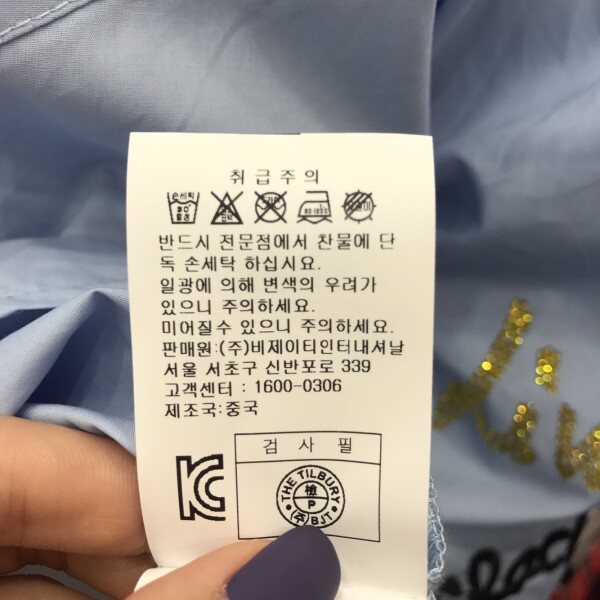 취급주의
반드시 전문점에서 찬물에 단
독 손세탁 하십시요.
일광에 의해 변색의 우려가
있으니 주의하세요.
미어질수 있으니 주의하세요.
판매원:(주)비제이티인터내셔날
서울 서초구 신반포로 339
고객센터 : 1600-0306
제조국:중국
검사필
THE TILBURY
檢
P
(주)BJT